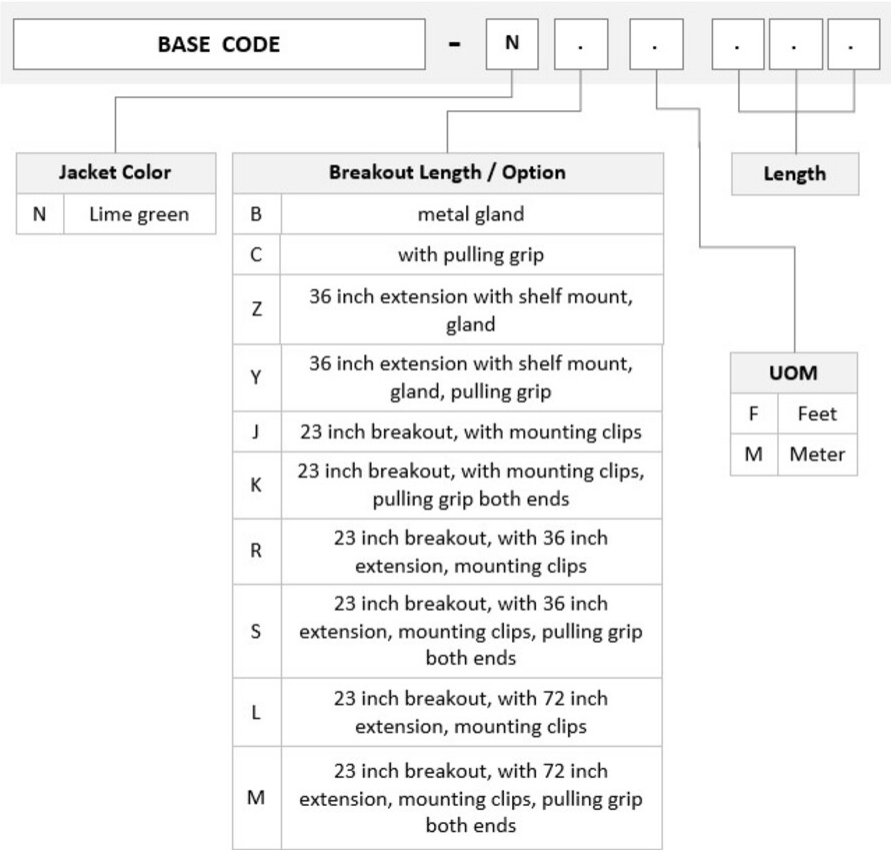 BASE CODE - N . . . . .
Jacket Color
N Lime green
Breakout Length / Option
B metal gland
C with pulling grip
Z 36 inch extension with shelf mount,
gland
Y 36 inch extension with shelf mount,
gland, pulling grip
J 23 inch breakout, with mounting clips
K 23 inch breakout, with mounting clips,
pulling grip both ends
R 23 inch breakout, with 36 inch
extension, mounting clips
S 23 inch breakout, with 36 inch
extension, mounting clips, pulling grip
both ends
L 23 inch breakout, with 72 inch
extension, mounting clips
M 23 inch breakout, with 72 inch
extension, mounting clips, pulling grip
both ends
Length
UOM
F Feet
M Meter